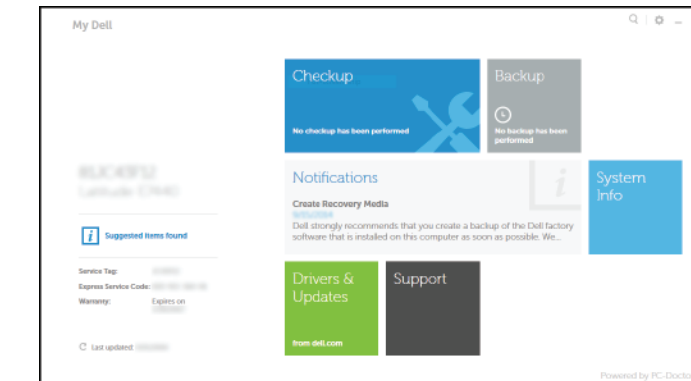 My Dell
Checkup
No checkup has been performed
Backup
No backup has been
performed
Notifications
Create Recovery Media
Dell strongly recommends that you create a backup of the Dell factory
software that is installed on this computer as soon as possible. We...
System
Info
Suggested items found
Service Tag:
Express Service Code:
Warranty: Expires on
Last updated:
Drivers &
Updates
from dell.com
Support
Powered by PC-Docto